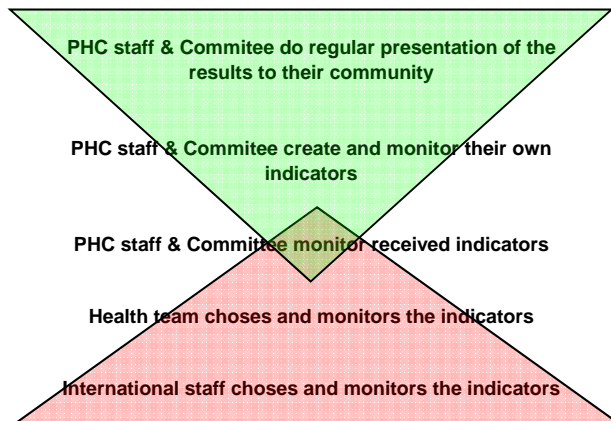 PHC staff & Commitee do regular presentation of the
results to their community
PHC staff & Commitee create and monitor their own
indicators
PHC staff & Committee monitor received indicators
Health team choses and monitors the indicators
International staff choses and monitors the indicators